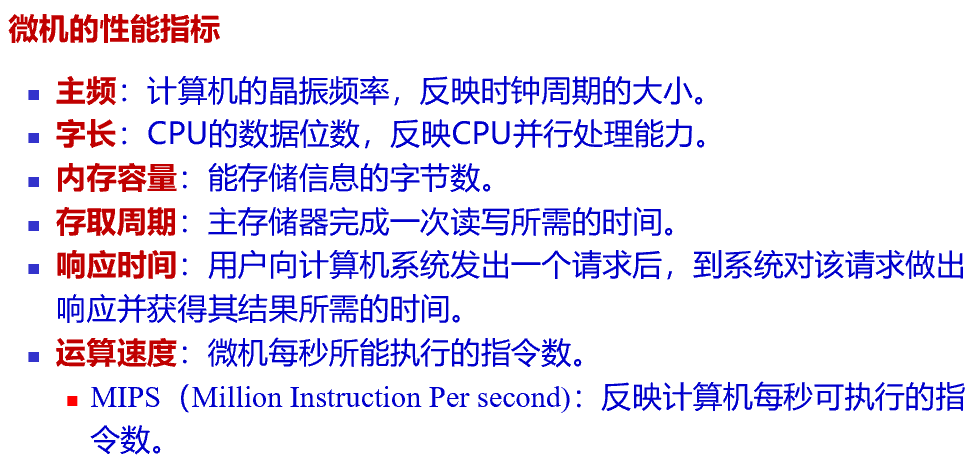 微机的性能指标
主频：计算机的晶振频率，反映时钟周期的大小。
字长：CPU的数据位数，反映CPU并行处理能力。
内存容量：能存储信息的字节数。
存取周期：主存储器完成一次读写所需的时间。
响应时间：用户向计算机系统发出一个请求后，到系统对该请求做出
响应并获得其结果所需的时间。
运算速度：微机每秒所能执行的指令数。
MIPS（Million Instruction Per second)：反映计算机每秒可执行的指
令数。